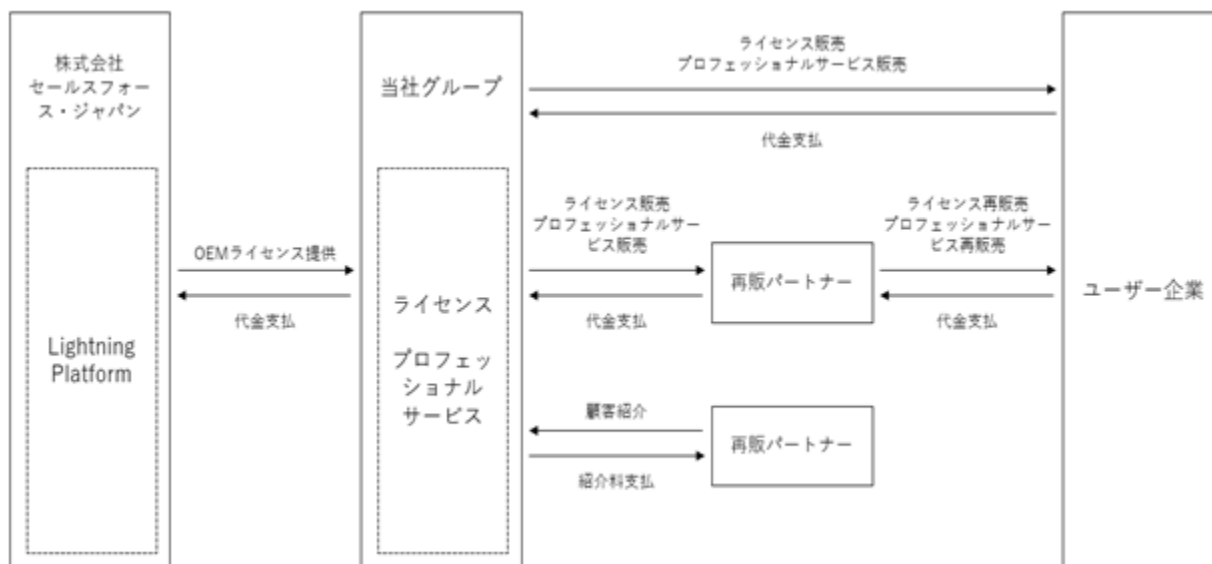 株式会社
セールスフォー
ス・ジャパン
Lightning
Platform
OEMライセンス提供
代金支払
当社グループ
ライセンス
プロフェッ
ショナル
サービス
ライセンス販売
プロフェッショナルサービス販売
代金支払
ライセンス販売
プロフェッショナルサー
ビス販売
代金支払
再販パートナー
ライセンス再販売
プロフェッショナルサー
ビス再販売
代金支払
顧客紹介
紹介料支払
再販パートナー
ユーザー企業